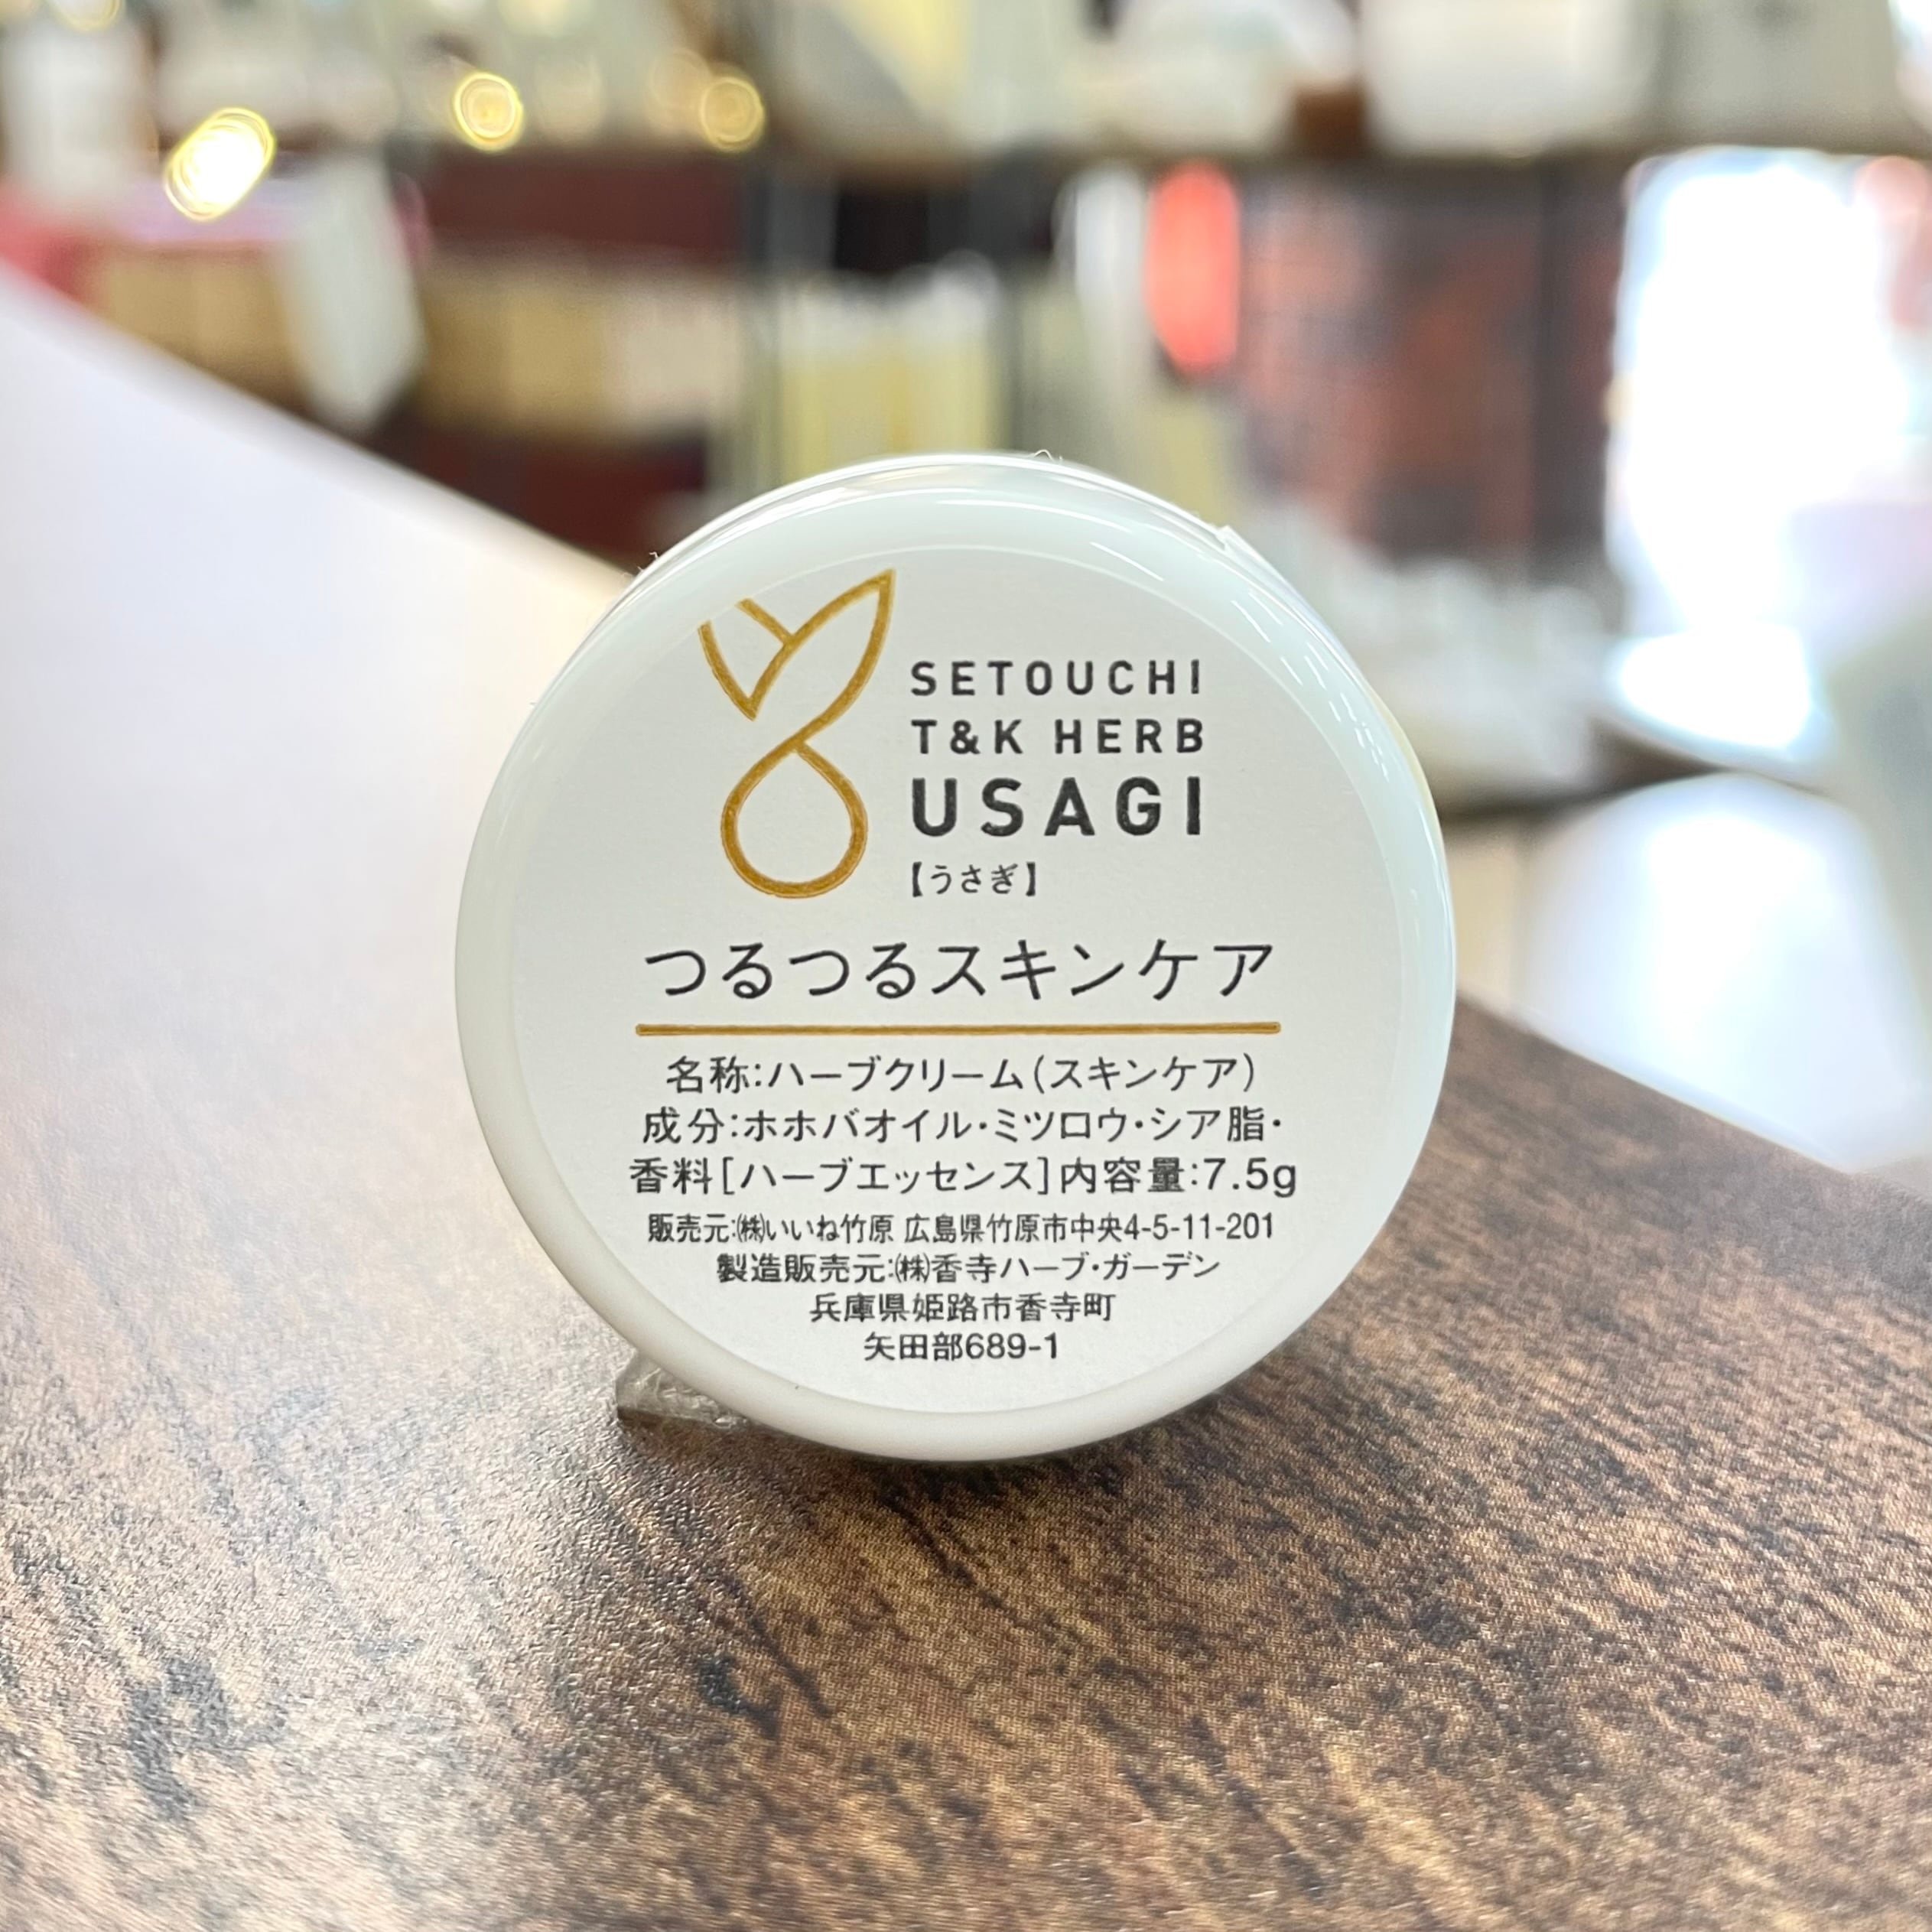 SETOUCHI
T&K HERB
USAGI
【うさぎ】
つるつるスキンケア
名称:ハーブクリーム(スキンケア)
成分:ホホバオイル・ミツロウ・シア脂・
香料[ハーブエッセンス]内容量:7.5g
販売元:㈱いいね竹原 広島県竹原市中央4-5-11-201
製造販売元:㈱香寺ハーブ・ガーデン
兵庫県姫路市香寺町
矢田部689-1